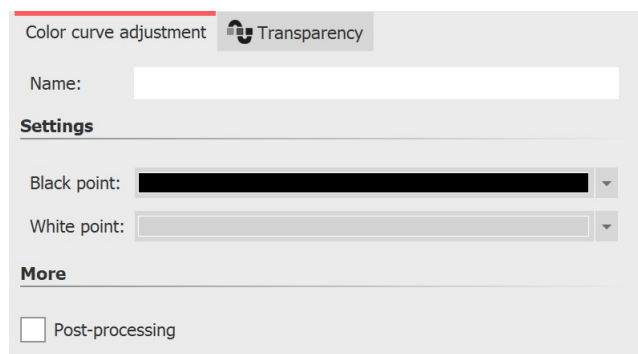 Color curve adjustment Transparency
Name:
Settings
Black point:
White point:
More
Post-processing